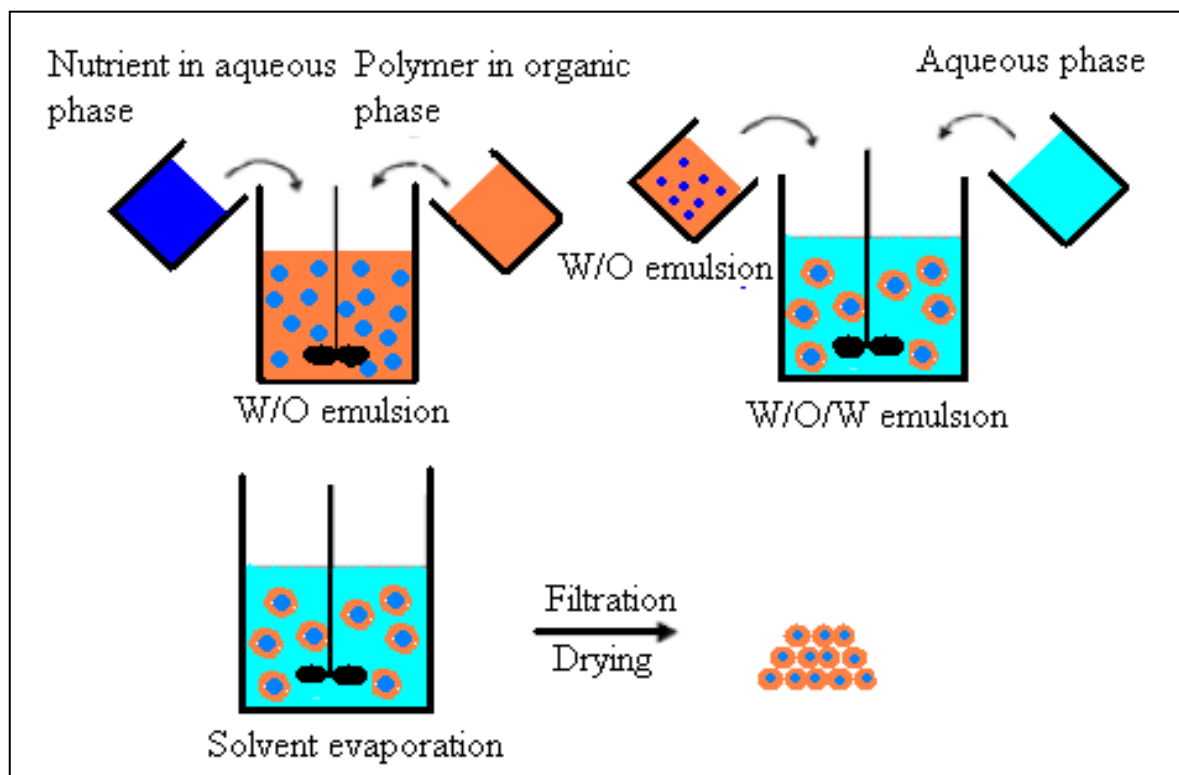 Nutrient in aqueous
phase
Polymer in organic
phase
Aqueous phase
W/O emulsion
W/O emulsion
W/O/W emulsion
Solvent evaporation
Filtration
Drying